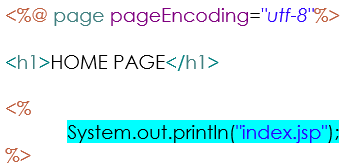 <%@ page pageEncoding="utf-8"%>
<h1>HOME PAGE</h1>
<%
System.out.println("index.jsp");
%>